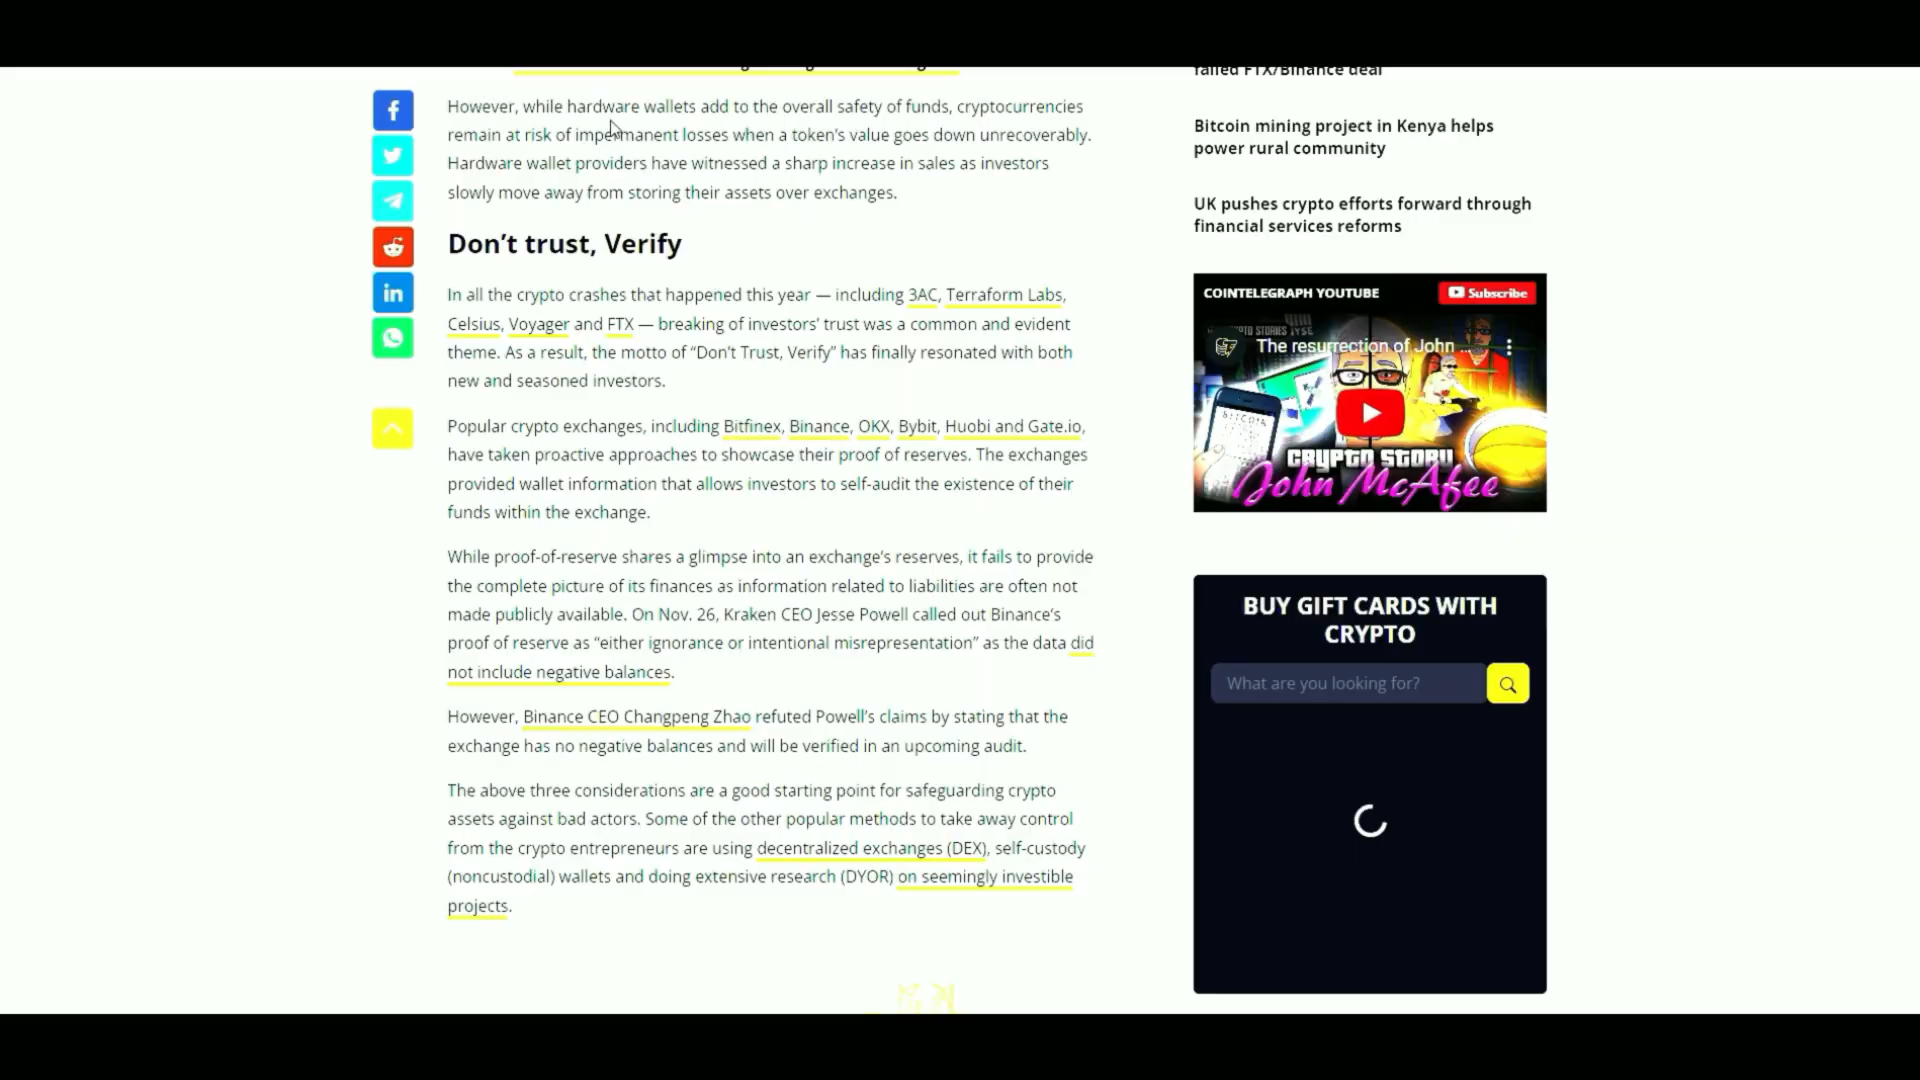 However, while hardware wallets add to the overall safety of funds, cryptocurrencies
remain at risk of impermanent losses when a token's value goes down unrecoverably.
Hardware wallet providers have witnessed a sharp increase in sales as investors
slowly move away from storing their assets over exchanges.
Don't trust, Verify
In all the crypto crashes that happened this year — including 3AC, Terraform Labs,
Celsius, Voyager and FTX — breaking of investors' trust was a common and evident
theme. As a result, the motto of “Don't Trust, Verify” has finally resonated with both
new and seasoned investors.
Popular crypto exchanges, including Bitfinex, Binance, OKX, Bybit, Huobi and Gate.io,
have taken proactive approaches to showcase their proof of reserves. The exchanges
provided wallet information that allows investors to self-audit the existence of their
funds within the exchange.
While proof-of-reserve shares a glimpse into an exchange's reserves, it fails to provide
the complete picture of its finances as information related to liabilities are often not
made publicly available. On Nov. 26, Kraken CEO Jesse Powell called out Binance's
proof of reserve as “either ignorance or intentional misrepresentation” as the data did
not include negative balances.
However, Binance CEO Changpeng Zhao refuted Powell's claims by stating that the
exchange has no negative balances and will be verified in an upcoming audit.
The above three considerations are a good starting point for safeguarding crypto
assets against bad actors. Some of the other popular methods to take away control
from the crypto entrepreneurs are using decentralized exchanges (DEX), self-custody
(noncustodial) wallets and doing extensive research (DYOR) on seemingly investible
projects.
failed FTX/Binance deal
Bitcoin mining project in Kenya helps
power rural community
UK pushes crypto efforts forward through
financial services reforms
COINTELEGRAPH YOUTUBE
Subscribe
The resurrection of John ...
BITCOIN
CRYPTO STORY
John McAfee
BUY GIFT CARDS WITH
CRYPTO
What are you looking for?